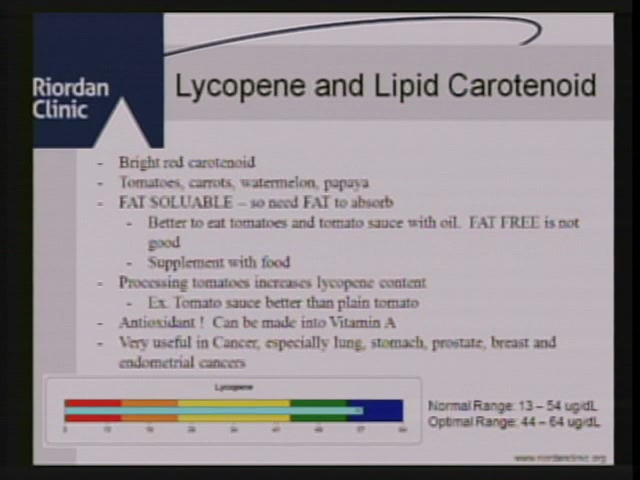 Riordan
Clinic
Lycopene and Lipid Carotenoid
- Bright red carotenoid
- Tomatoes, carrots, watermelon, papaya
- FAT SOLUABLE – so need FAT to absorb
- Better to eat tomatoes and tomato sauce with oil. FAT FREE is not
good
- Supplement with food
- Processing tomatoes increases lycopene content
- Ex. Tomato sauce better than plain tomato
- Antioxidant ! Can be made into Vitamin A
- Very useful in Cancer, especially lung, stomach, prostate, breast and
endometrial cancers
Lycopene
Normal Range: 13 – 54 ug/dL
Optimal Range: 44 – 64 ug/dL
www.riordanclinic.org